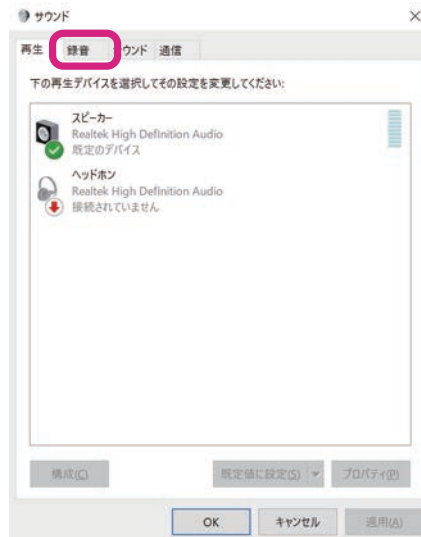 サウンド
再生 録音 サウンド 通信
下の再生デバイスを選択してその設定を変更してください:
スピーカー
Realtek High Definition Audio
既定のデバイス
ヘッドホン
Realtek High Definition Audio
接続されていません
構成(C) 既定値に設定(S) プロパティ(P)
OK キャンセル 適用(A)